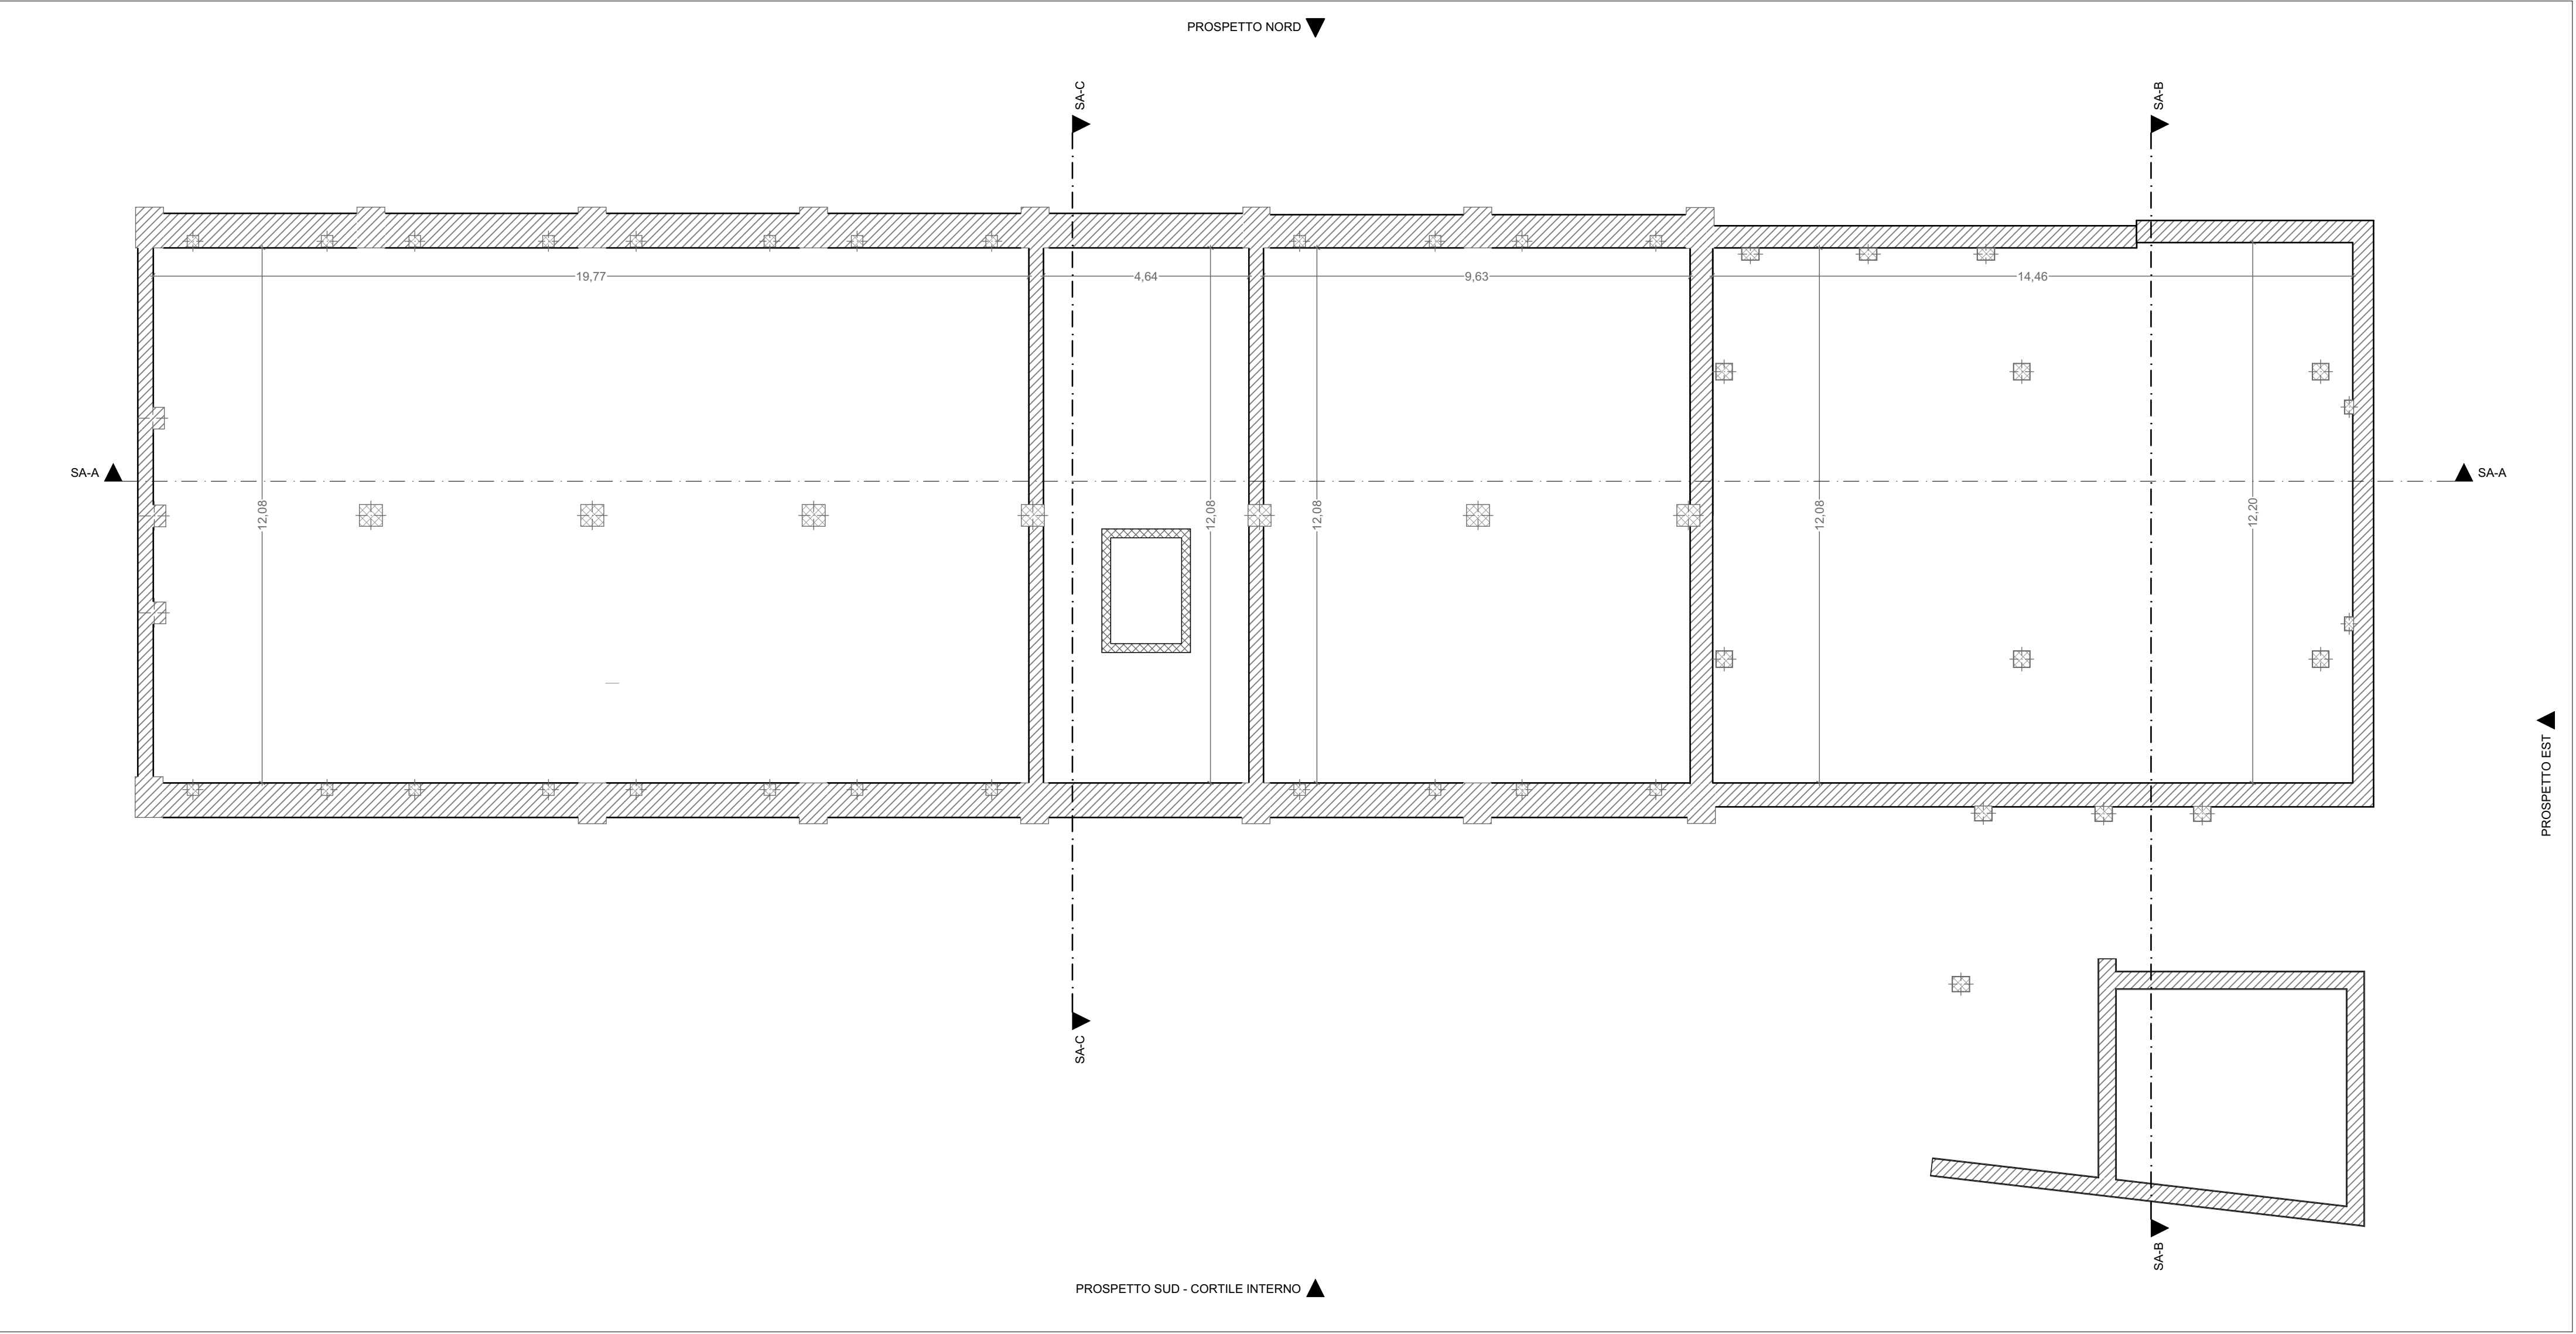 PROSPETTO NORD
SA-C
SA-B
19,77
4,64
9,63
14,46
SA-A
SA-A
12,08
12,08
12,08
12,08
12,20
PROSPETTO EST
SA-C
SA-B
PROSPETTO SUD - CORTILE INTERNO